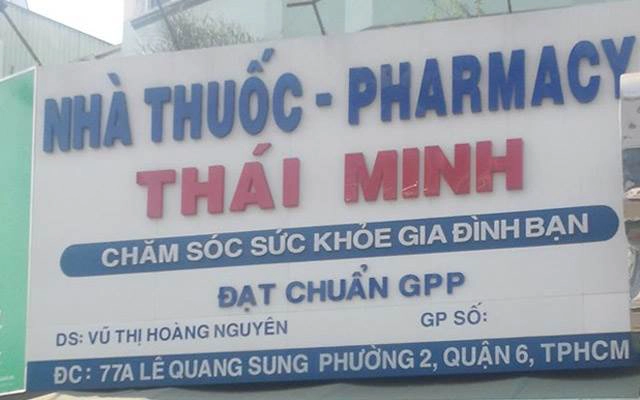 NHÀ THUỐC - PHARMACY
THÁI MINH
CHĂM SÓC SỨC KHỎE GIA ĐÌNH BẠN
ĐẠT CHUẨN GPP
DS: VŨ THỊ HOÀNG NGUYÊN GP SỐ:
ĐC: 77A LÊ QUANG SUNG PHƯỜNG 2, QUẬN 6, TPHCM